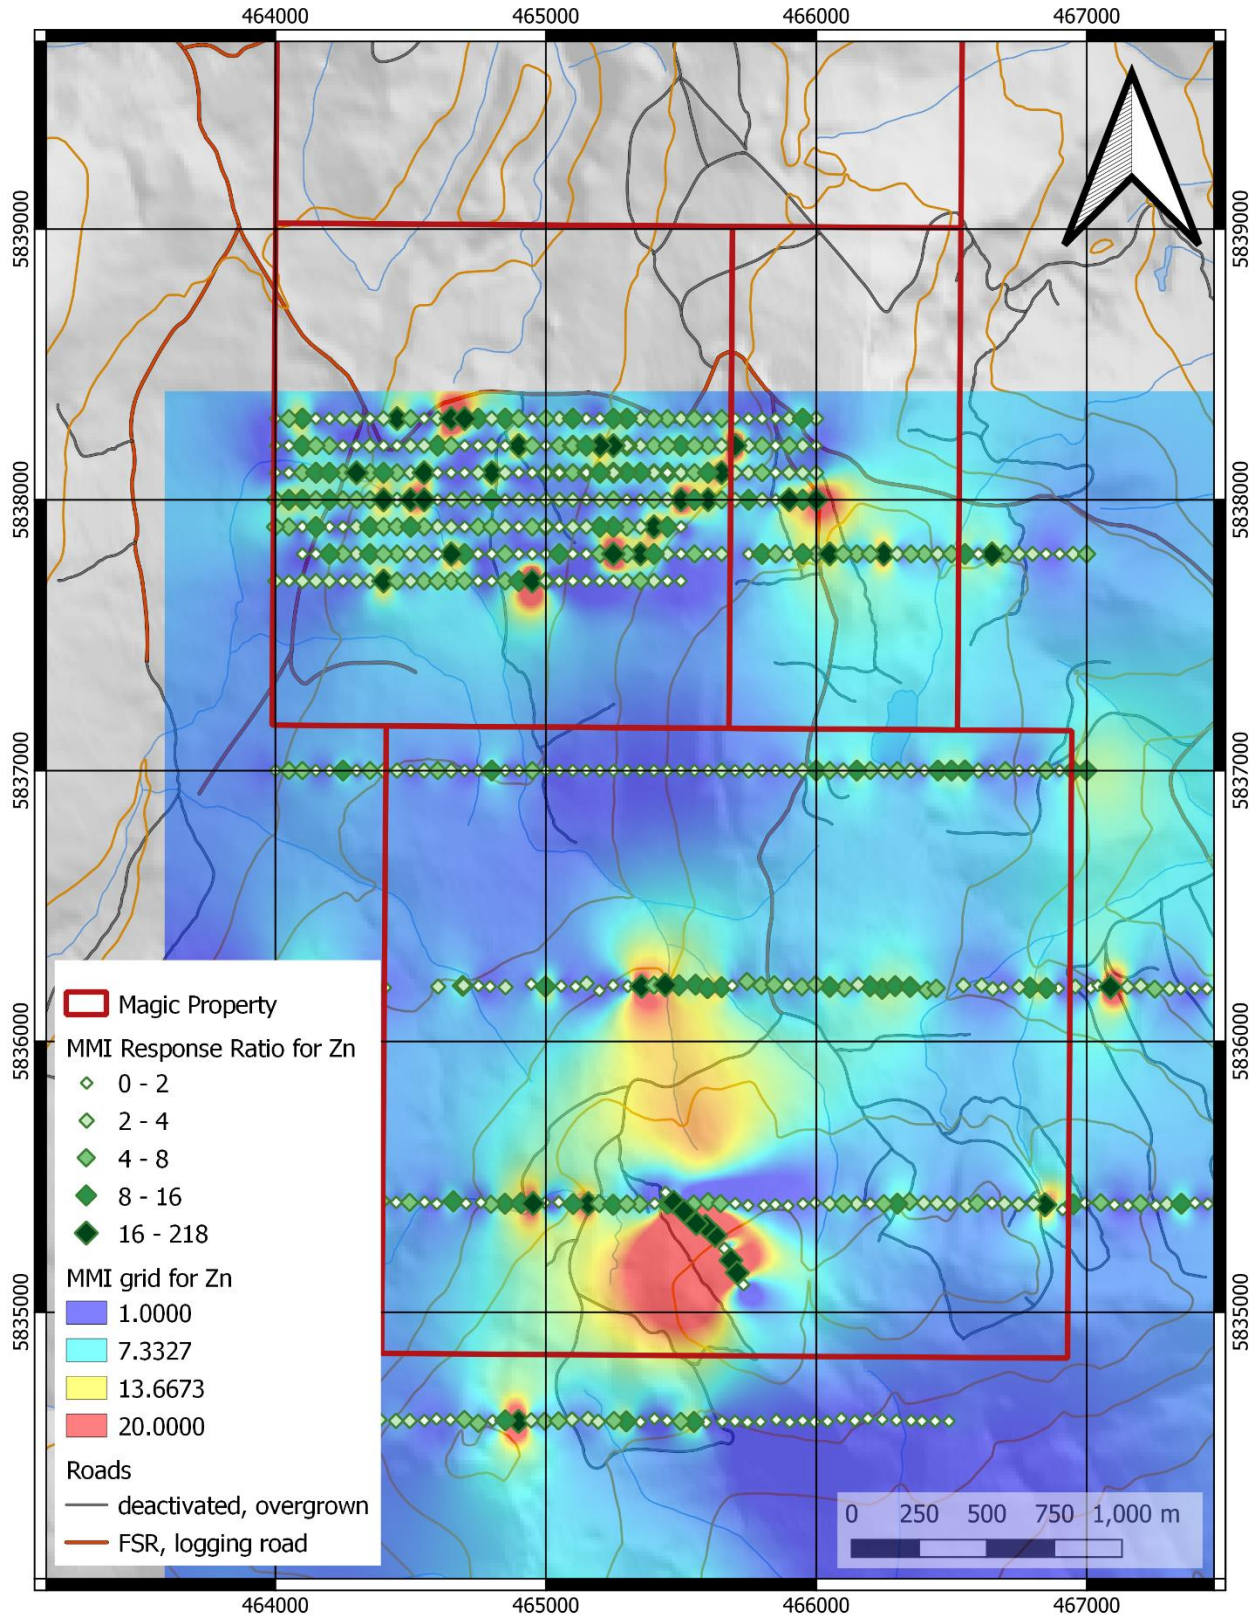 464000 465000 466000 467000
5839000 5839000
5838000 5838000
5837000 5837000
5836000 5836000
5835000 5835000
Magic Property
MMI Response Ratio for Zn
0 - 2
2 - 4
4 - 8
8 - 16
16 - 218
MMI grid for Zn
1.0000
7.3327
13.6673
20.0000
Roads
deactivated, overgrown
FSR, logging road
0 250 500 750 1,000 m
464000 465000 466000 467000